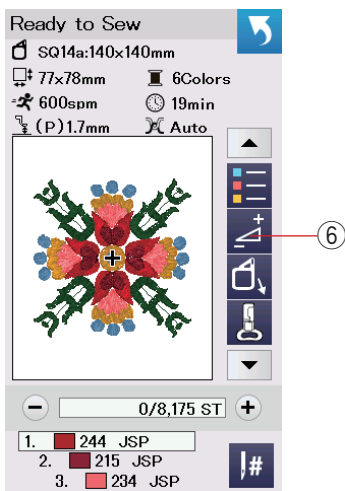 Ready to Sew
SQ14a:140×140mm
77×78mm 6Colors
600spm 19min
(P)1.7mm Auto
+
−
6
− 0/8,175 ST +
1. 244 JSP
2. 215 JSP
3. 234 JSP
#